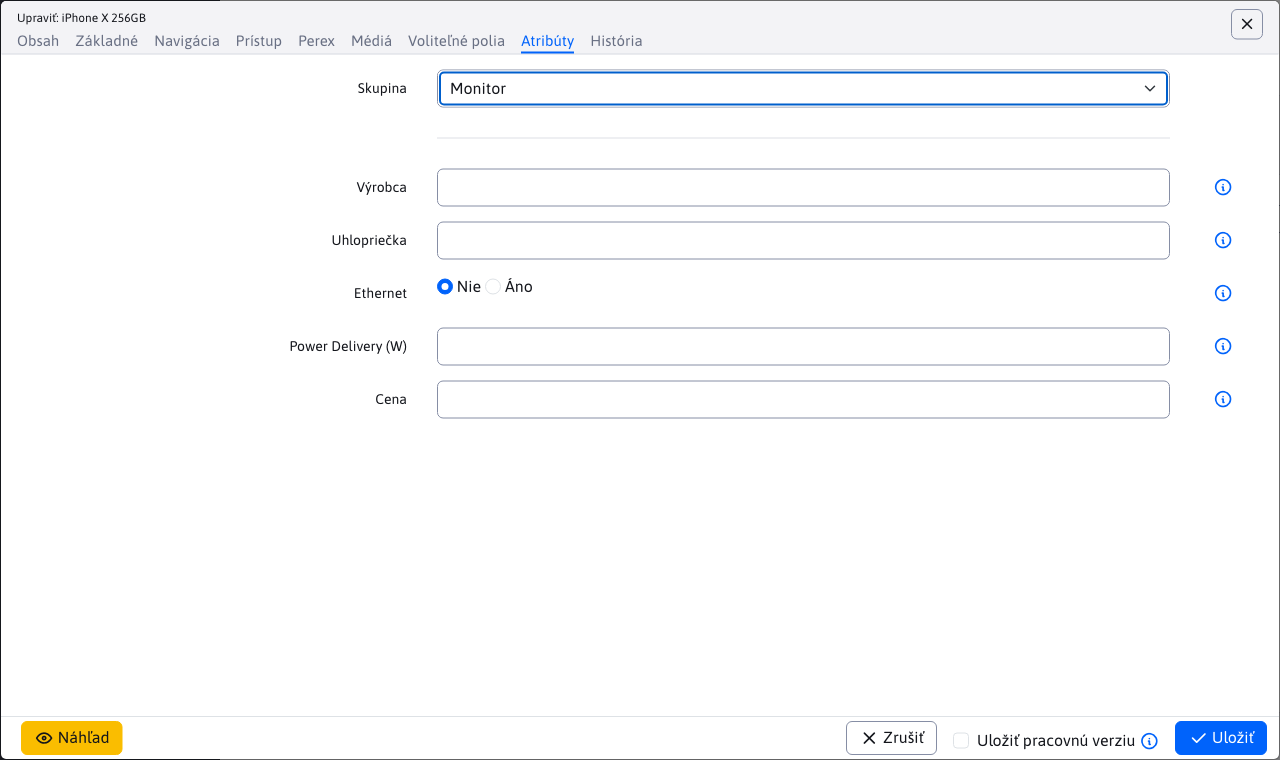 Upraviť: iPhone X 256GB
Obsah Základné Navigácia Prístup Perex Médiá Voliteľné polia Atribúty História
Skupina Monitor
Výrobca
Uhlopriečka
Ethernet Nie Áno
Power Delivery (W)
Cena
Náhľad Zrušiť Uložiť pracovnú verziu Uložiť